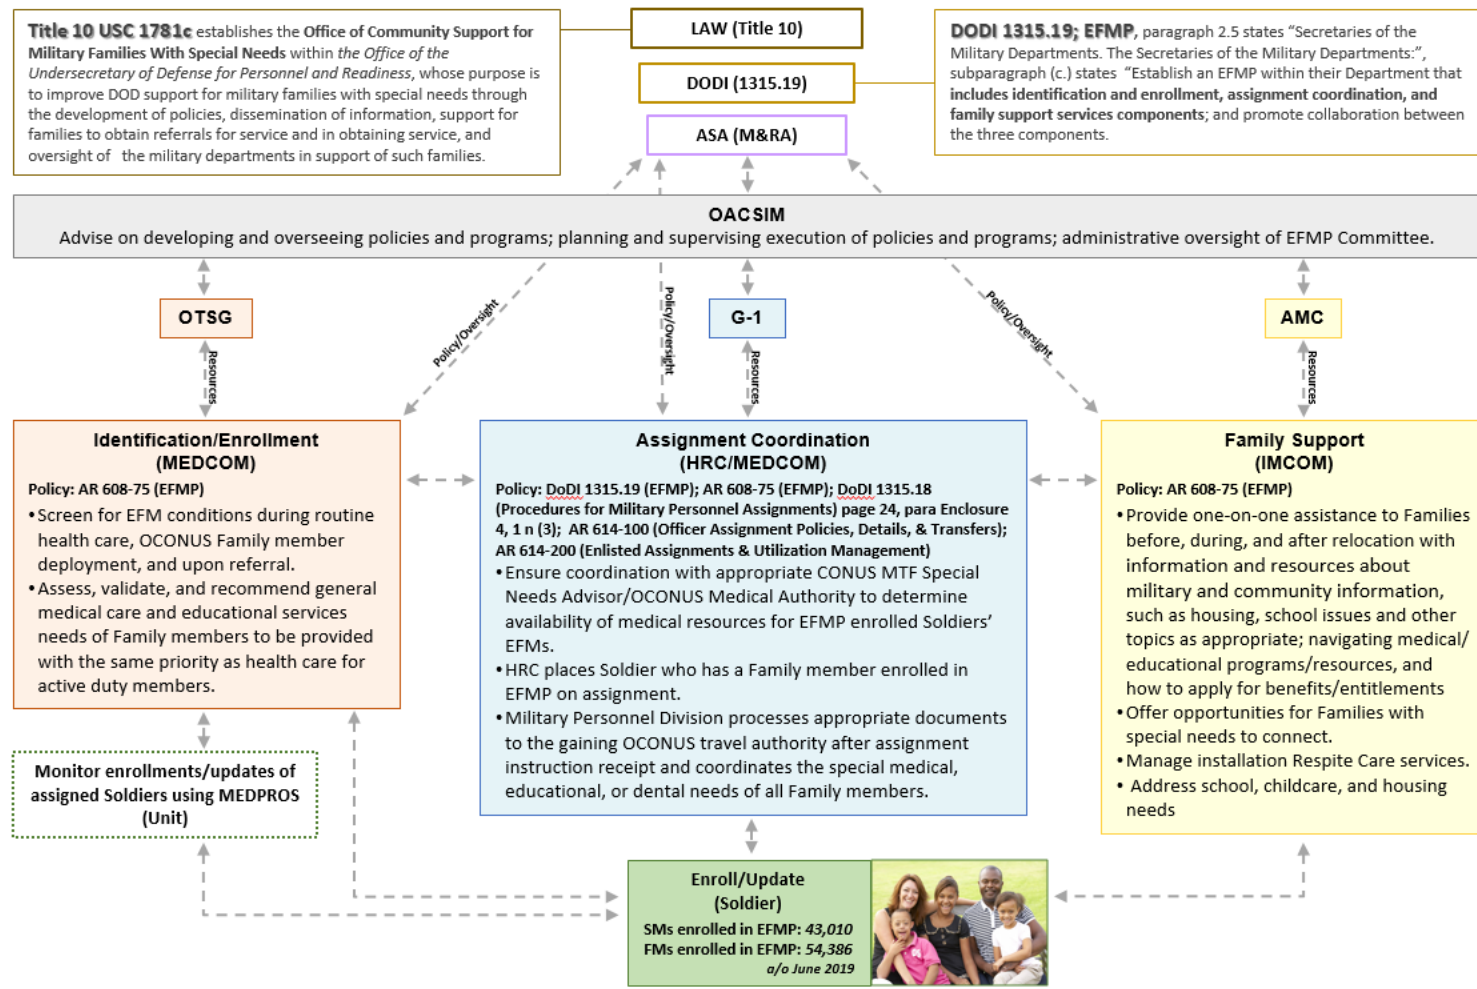 Title 10 USC 1781c establishes the Office of Community Support for
Military Families With Special Needs within the Office of the
Undersecretary of Defense for Personnel and Readiness, whose purpose is
to improve DOD support for military families with special needs through
the development of policies, dissemination of information, support for
families to obtain referrals for service and in obtaining service, and
oversight of the military departments in support of such families.
LAW (Title 10)
DODI (1315.19)
ASA (M&RA)
DODI 1315.19; EFMP, paragraph 2.5 states “Secretaries of the
Military Departments. The Secretaries of the Military Departments:”,
subparagraph (c.) states “Establish an EFMP within their Department that
includes identification and enrollment, assignment coordination, and
family support services components; and promote collaboration between
the three components.
OACSIM
Advise on developing and overseeing policies and programs; planning and supervising execution of policies and programs; administrative oversight of EFMP Committee.
OTSG
G-1
AMC
Resources
Policy/Oversight
Policy/Oversight
Resources
Policy/Oversight
Resources
Identification/Enrollment
(MEDCOM)
Policy: AR 608-75 (EFMP)
• Screen for EFM conditions during routine
health care, OCONUS Family member
deployment, and upon referral.
• Assess, validate, and recommend general
medical care and educational services
needs of Family members to be provided
with the same priority as health care for
active duty members.
Assignment Coordination
(HRC/MEDCOM)
Policy: DoDI 1315.19 (EFMP); AR 608-75 (EFMP); DoDI 1315.18
(Procedures for Military Personnel Assignments) page 24, para Enclosure
4, 1 n (3); AR 614-100 (Officer Assignment Policies, Details, & Transfers);
AR 614-200 (Enlisted Assignments & Utilization Management)
• Ensure coordination with appropriate CONUS MTF Special
Needs Advisor/OCONUS Medical Authority to determine
availability of medical resources for EFMP enrolled Soldiers’
EFMs.
• HRC places Soldier who has a Family member enrolled in
EFMP on assignment.
• Military Personnel Division processes appropriate documents
to the gaining OCONUS travel authority after assignment
instruction receipt and coordinates the special medical,
educational, or dental needs of all Family members.
Family Support
(IMCOM)
Policy: AR 608-75 (EFMP)
• Provide one-on-one assistance to Families
before, during, and after relocation with
information and resources about
military and community information,
such as housing, school issues and other
topics as appropriate; navigating medical/
educational programs/resources, and
how to apply for benefits/entitlements
• Offer opportunities for Families with
special needs to connect.
• Manage installation Respite Care services.
• Address school, childcare, and housing
needs
Monitor enrollments/updates of
assigned Soldiers using MEDPROS
(Unit)
Enroll/Update
(Soldier)
SMs enrolled in EFMP: 43,010
FMs enrolled in EFMP: 54,386
a/o June 2019